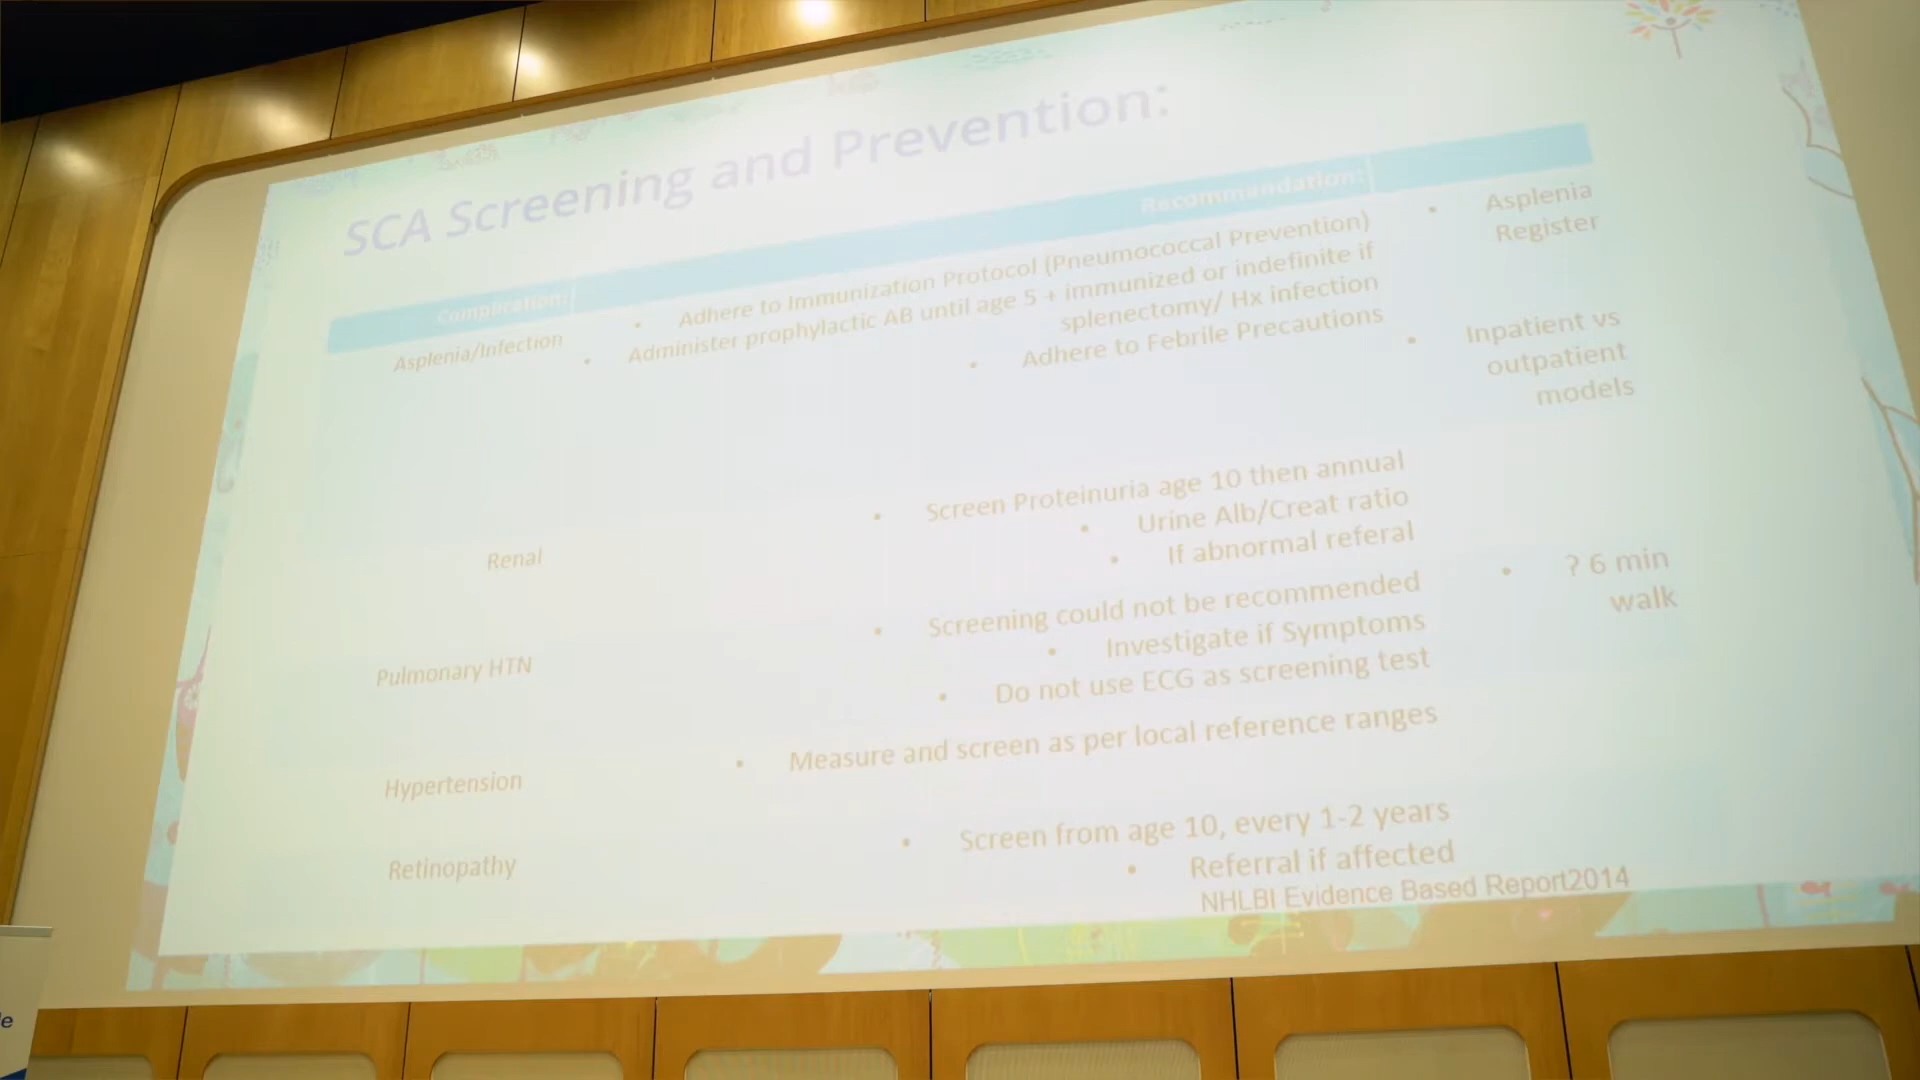 SCA Screening and Prevention:
Complication: Recommandation:
Asplenia/Infection
• Adhere to Immunization Protocol (Pneumococcal Prevention)
• Administer prophylactic AB until age 5 + immunized or indefinite if
splenectomy/ Hx infection
• Adhere to Febrile Precautions
• Asplenia
Register
• Inpatient vs
outpatient
models
Renal
• Screen Proteinuria age 10 then annual
• Urine Alb/Creat ratio
• If abnormal referal
Pulmonary HTN
• Screening could not be recommended
• Investigate if Symptoms
• Do not use ECG as screening test
• ? 6 min
walk
Hypertension
• Measure and screen as per local reference ranges
Retinopathy
• Screen from age 10, every 1-2 years
• Referral if affected
NHLBI Evidence Based Report2014